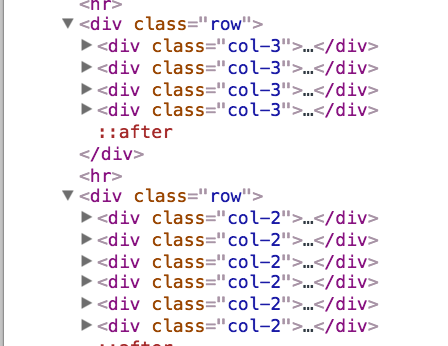 <hr>
▼<div class="row">
▶<div class="col-3">…</div>
▶<div class="col-3">…</div>
▶<div class="col-3">…</div>
▶<div class="col-3">…</div>
::after
</div>
<hr>
▼<div class="row">
▶<div class="col-2">…</div>
▶<div class="col-2">…</div>
▶<div class="col-2">…</div>
▶<div class="col-2">…</div>
▶<div class="col-2">…</div>
▶<div class="col-2">…</div>
::after